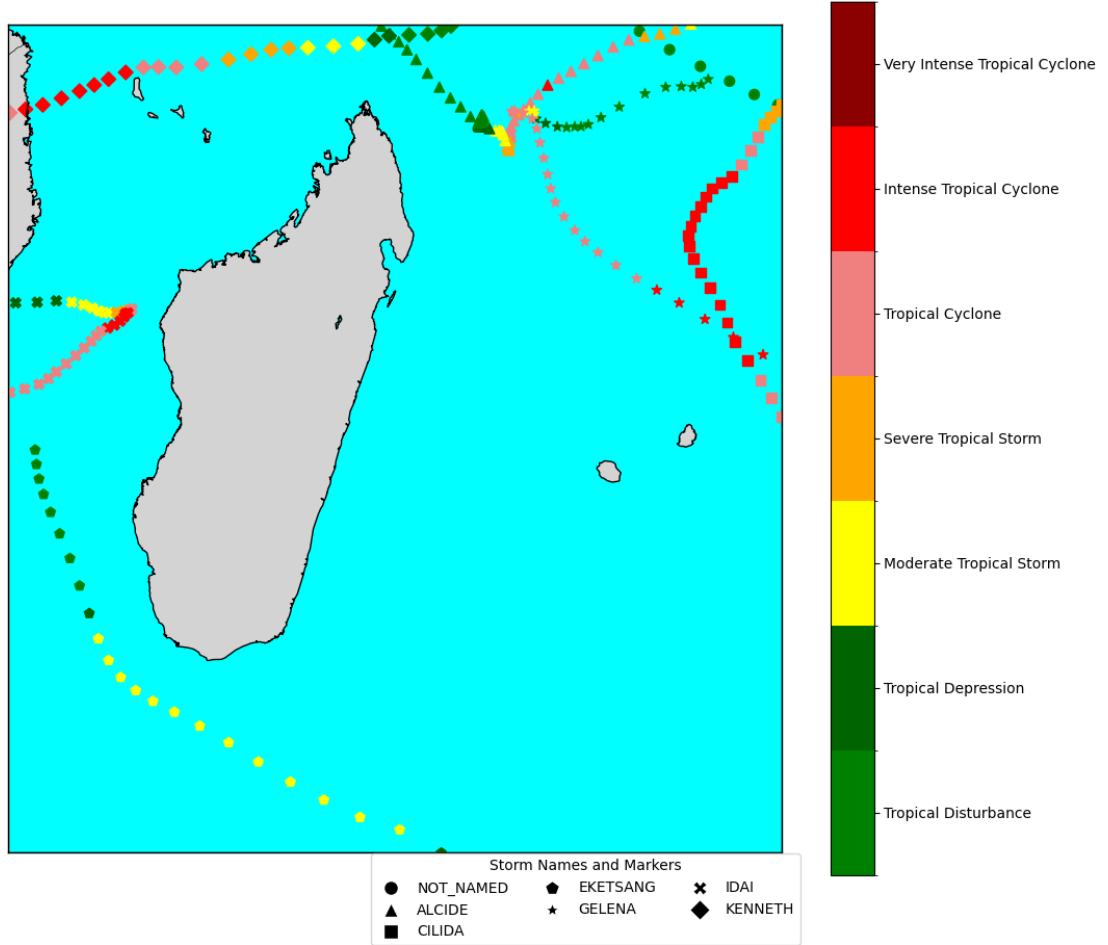 Very Intense Tropical Cyclone
Intense Tropical Cyclone
Tropical Cyclone
Severe Tropical Storm
Moderate Tropical Storm
Tropical Depression
Tropical Disturbance
Storm Names and Markers
NOT_NAMED EKETSANG IDAI
ALCIDE GELENA KENNETH
CILIDA